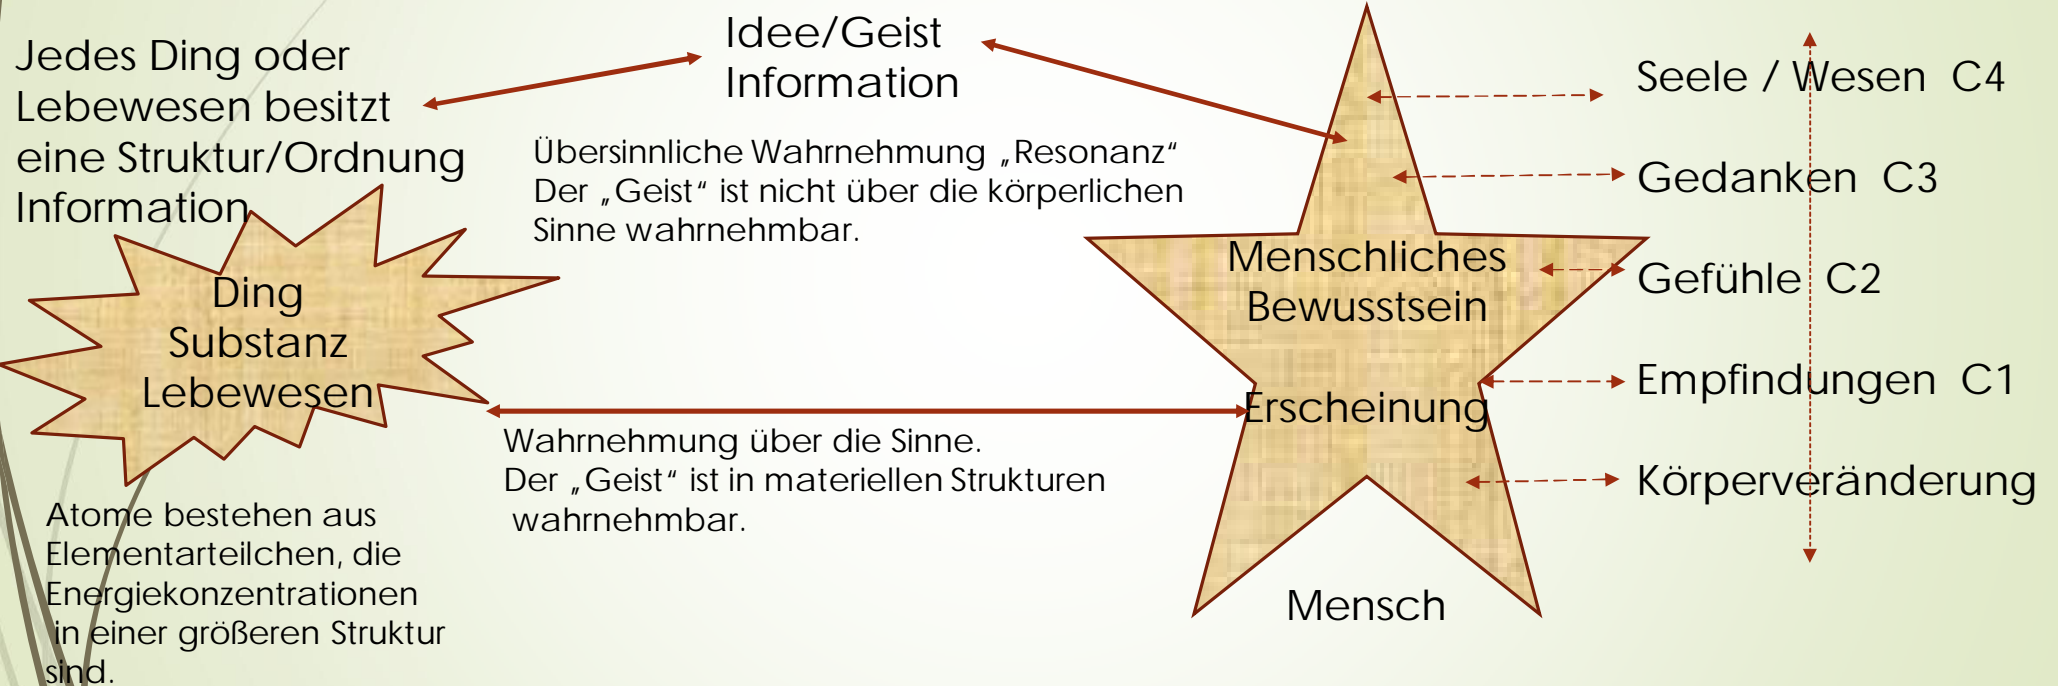 Jedes Ding oder
Lebewesen besitzt
eine Struktur/Ordnung
Information
Ding
Substanz
Lebewesen
Atome bestehen aus
Elementarteilchen, die
Energiekonzentrationen
in einer größeren Struktur
sind.
Idee/Geist
Information
Übersinnliche Wahrnehmung „Resonanz“
Der „Geist“ ist nicht über die körperlichen
Sinne wahrnehmbar.
Wahrnehmung über die Sinne.
Der „Geist“ ist in materiellen Strukturen
wahrnehmbar.
Menschliches
Bewusstsein
Erscheinung
Mensch
Seele / Wesen C4
Gedanken C3
Gefühle C2
Empfindungen C1
Körperveränderung